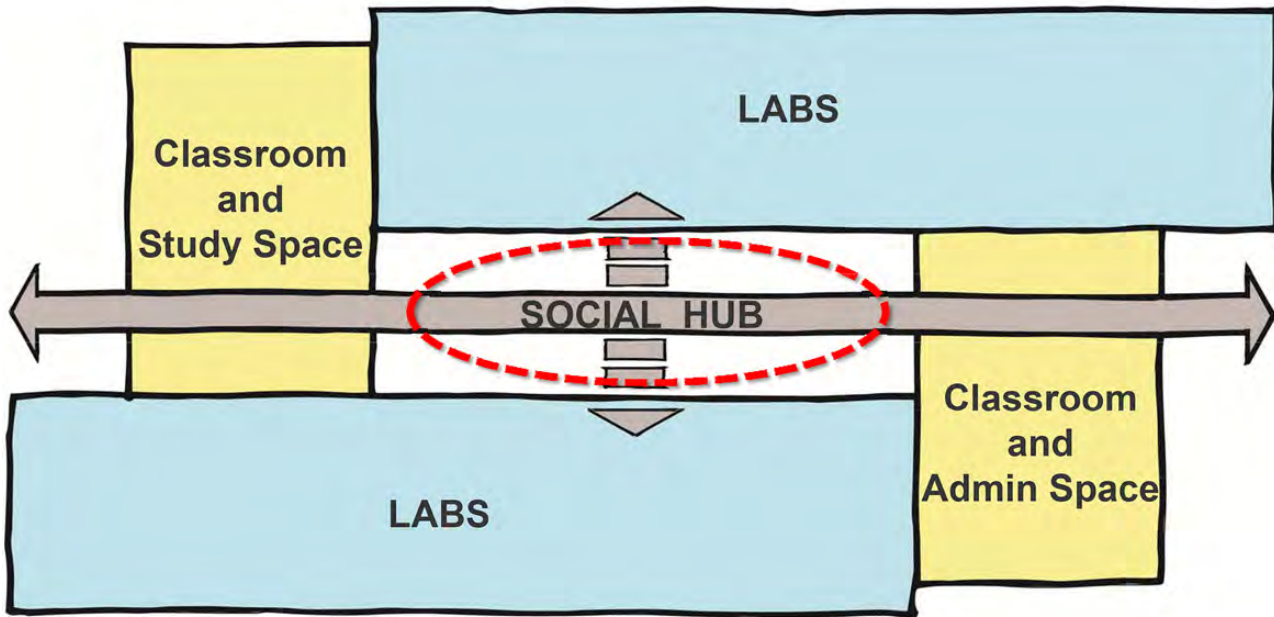 LABS
Classroom
and
Study Space
SOCIAL HUB
Classroom
and
Admin Space
LABS